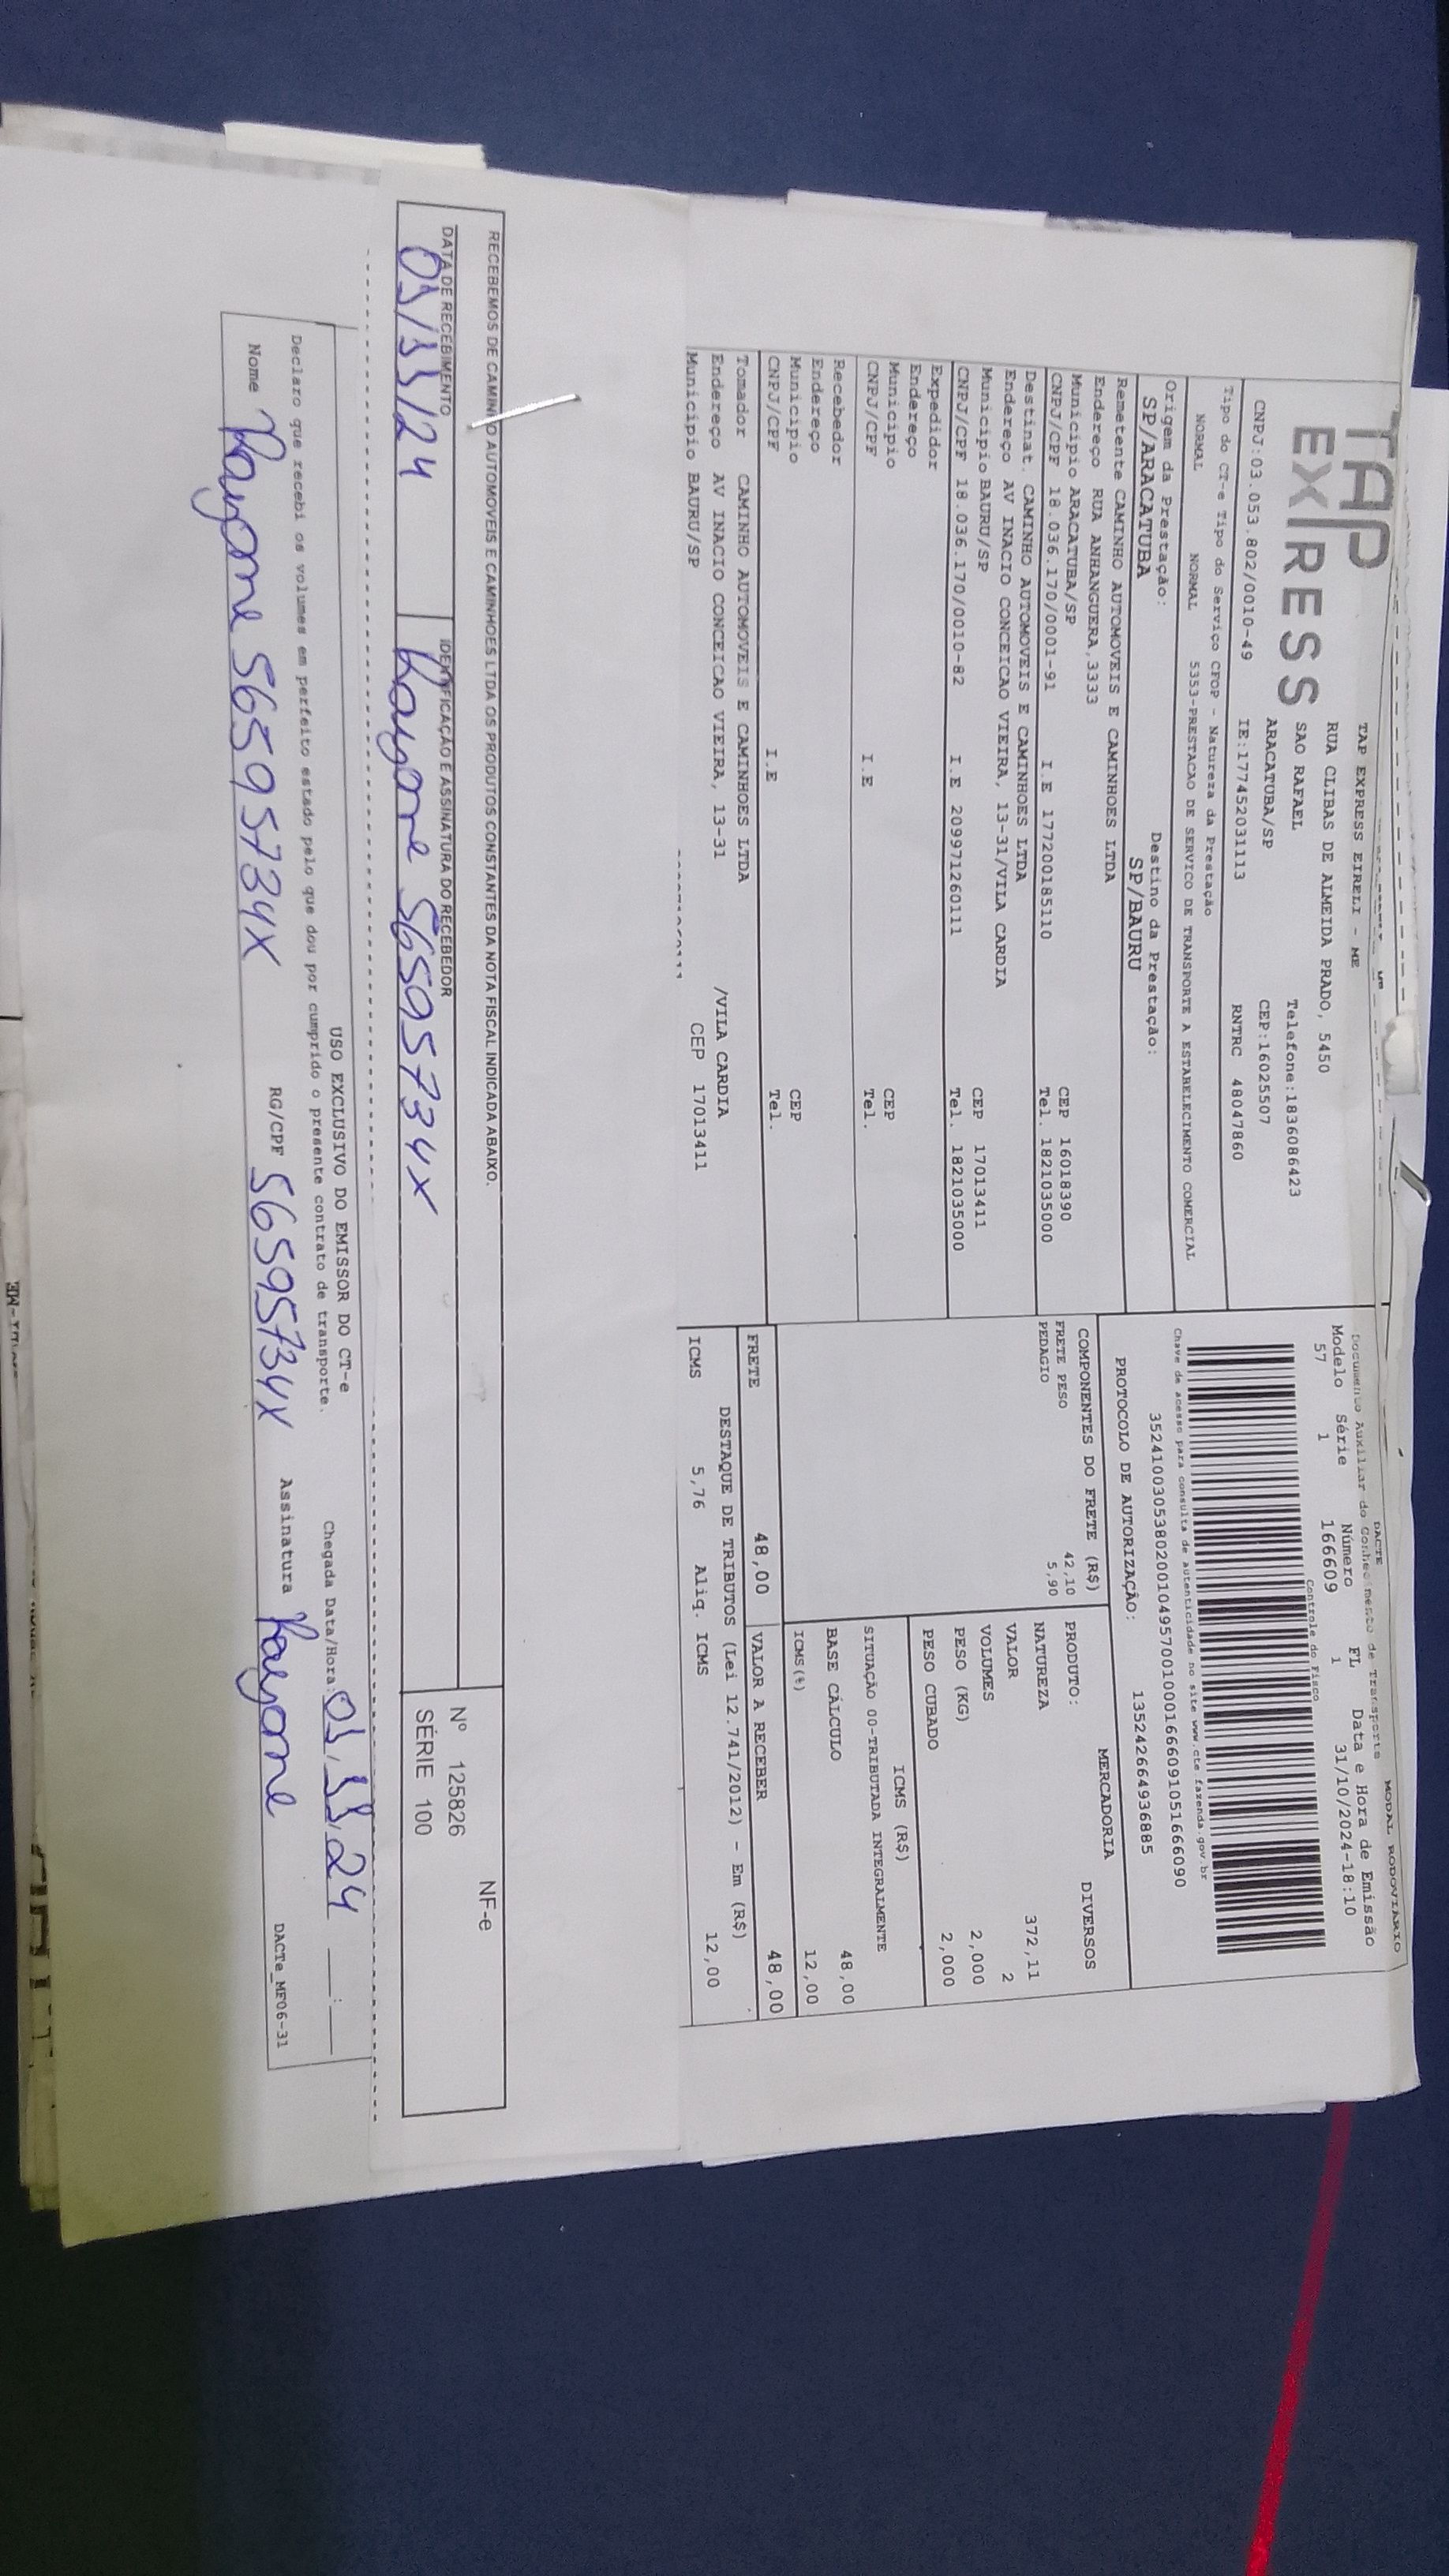 TAP
EXPRESS
TAP EXPRESS EIRELI - ME
RUA CLIBAS DE ALMEIDA PRADO, 5450
SAO RAFAEL
Telefone:1836086423
ARACATUBA/SP
CEP:16025507
CNPJ:03.053.802/0010-49 IE:177452031113 RNTRC 48047860
Tipo do CT-e Tipo do Serviço CFOP - Natureza da Prestação
NORMAL NORMAL 5353-PRESTACAO DE SERVICO DE TRANSPORTE A ESTABELECIMENTO COMERCIAL
Origem da Prestação: Destino da Prestação:
SP/ARACATUBA SP/BAURU
Remetente CAMINHO AUTOMOVEIS E CAMINHOES LTDA
Endereço RUA ANHANGUERA,3333
Município ARACATUBA/SP CEP 16018390
CNPJ/CPF 18.036.170/0001-91 I.E 177200185110 Tel. 1821035000
Destinat. CAMINHO AUTOMOVEIS E CAMINHOES LTDA
Endereço AV INACIO CONCEICAO VIEIRA, 13-31/VILA CARDIA
Município BAURU/SP CEP 17013411
CNPJ/CPF 18.036.170/0010-82 I.E 209971260111 Tel. 1821035000
Expedidor
Endereço
Município CEP
CNPJ/CPF I.E Tel.
Recebedor
Endereço
Município CEP
CNPJ/CPF I.E Tel.
Tomador CAMINHO AUTOMOVEIS E CAMINHOES LTDA
Endereço AV INACIO CONCEICAO VIEIRA, 13-31 /VILA CARDIA
Município BAURU/SP CEP 17013411
DACTE MODAL RODOVIÁRIO
Documento Auxiliar do Conhecimento de Transporte
Modelo Série Número FL Data e Hora de Emissão
57 1 166609 1 31/10/2024-18:10
Controle do Fisco
Chave de acesso para consulta de autenticidade no site www.cte.fazenda.gov.br
35241003053802001049570010001666091051666090
PROTOCOLO DE AUTORIZAÇÃO: 135242664936885
COMPONENTES DO FRETE (R$)
FRETE PESO 42,10
PEDAGIO 5,90
MERCADORIA
PRODUTO: DIVERSOS
NATUREZA
VALOR 372,11
VOLUMES 2
PESO (KG) 2,000
PESO CUBADO 2,000
ICMS (R$)
SITUAÇÃO 00-TRIBUTADA INTEGRALMENTE
BASE CÁLCULO 48,00
ICMS(%) 12,00
FRETE 48,00 VALOR A RECEBER 48,00
DESTAQUE DE TRIBUTOS (Lei 12.741/2012) - Em (R$)
ICMS 5,76 Aliq. ICMS 12,00
RECEBEMOS DE CAMINHO AUTOMOVEIS E CAMINHOES LTDA OS PRODUTOS CONSTANTES DA NOTA FISCAL INDICADA ABAIXO.
NF-e
DATA DE RECEBIMENTO IDENTIFICAÇÃO E ASSINATURA DO RECEBEDOR
Nº 125826
SÉRIE 100
Rayone 56595734X
USO EXCLUSIVO DO EMISSOR DO CT-e
Declaro que recebi os volumes em perfeito estado pelo que dou por cumprido o presente contrato de transporte.
Chegada Data/Hora:
Nome Rayone 56595734X RG/CPF 56595734X Assinatura Rayone
DACTe_MF06-31